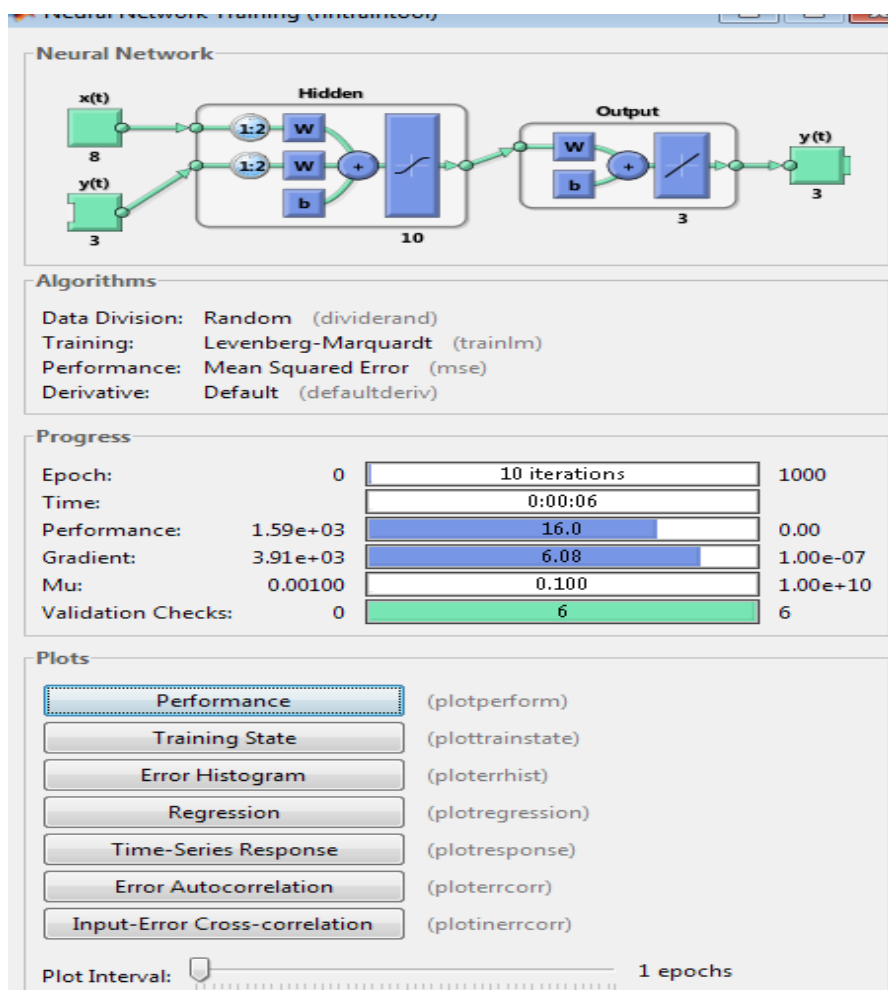 Neural Network Training (nntraintool)
Neural Network
x(t)
8
y(t)
3
Hidden
1:2 W
1:2 W
b
+
10
Output
W
b
+
3
y(t)
3
Algorithms
Data Division: Random (dividerand)
Training: Levenberg-Marquardt (trainlm)
Performance: Mean Squared Error (mse)
Derivative: Default (defaultderiv)
Progress
Epoch: 0 10 iterations 1000
Time: 0:00:06
Performance: 1.59e+03 16.0 0.00
Gradient: 3.91e+03 6.08 1.00e-07
Mu: 0.00100 0.100 1.00e+10
Validation Checks: 0 6 6
Plots
Performance (plotperform)
Training State (plottrainstate)
Error Histogram (ploterrhist)
Regression (plotregression)
Time-Series Response (plotresponse)
Error Autocorrelation (ploterrcorr)
Input-Error Cross-correlation (plotinerrcorr)
Plot Interval: 1 epochs